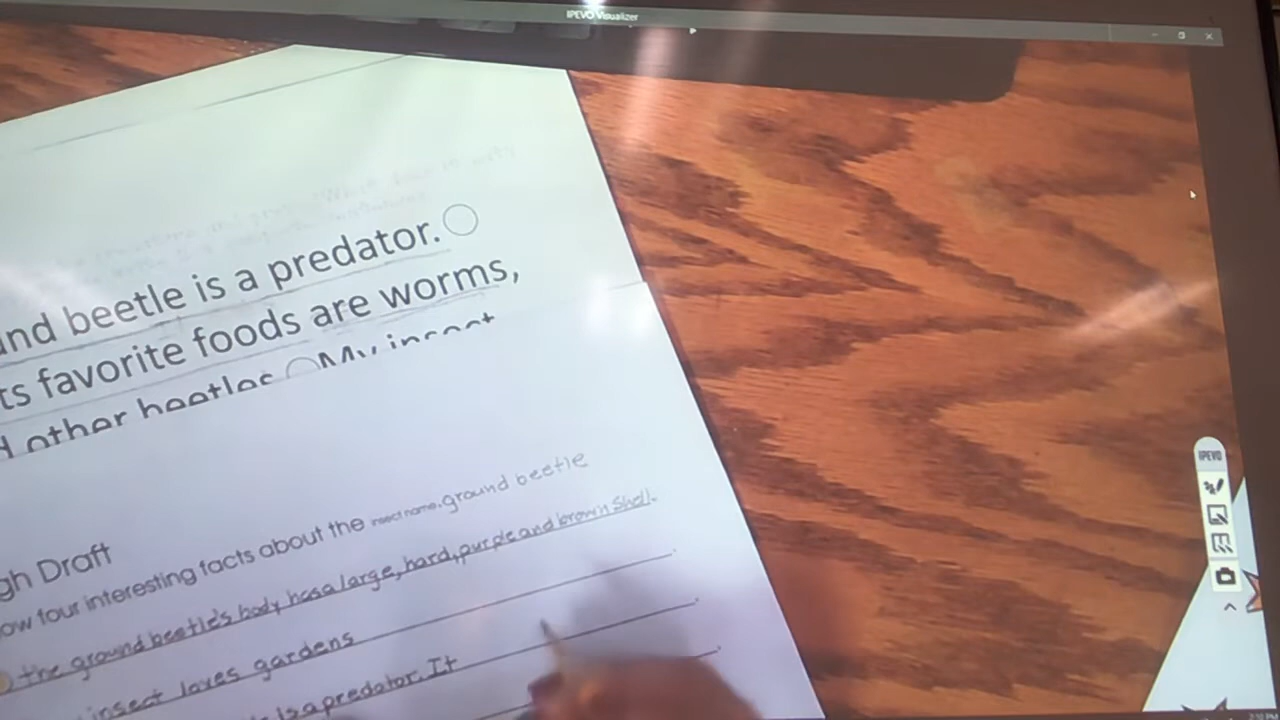 IPEVO Visualizer
und beetle is a predator.
ts favorite foods are worms,
d other beetles. My insect
gh Draft
ow four interesting facts about the insect name. ground beetle
the ground beetle's body has a large, hard, purple and brown shell.
insect loves gardens
is a predator. It
IPEVO